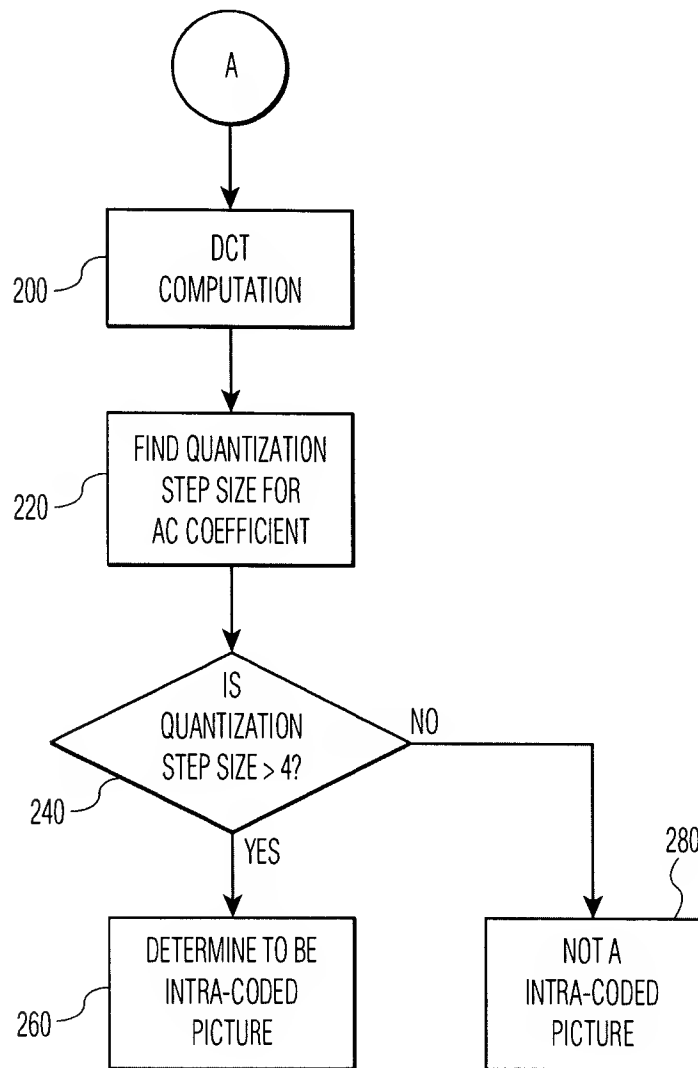 A
DCT
COMPUTATION
200
FIND QUANTIZATION
STEP SIZE FOR
AC COEFFICIENT
220
IS
QUANTIZATION
STEP SIZE > 4?
NO
240
YES
280
DETERMINE TO BE
INTRA-CODED
PICTURE
260
NOT A
INTRA-CODED
PICTURE